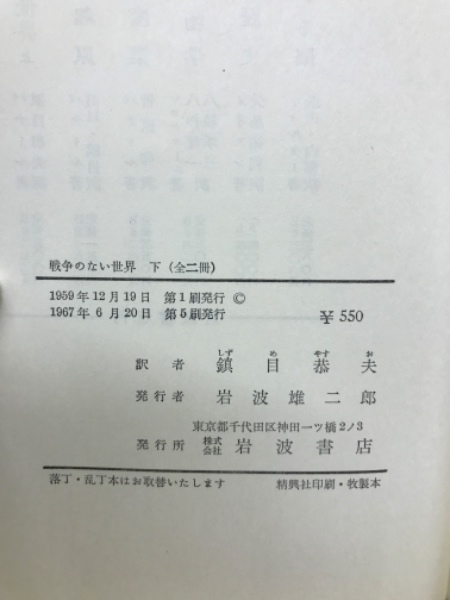 戦争のない世界 下 (全二冊)
1959年12月19日 第1刷発行 ©
1967年 6月20日 第5刷発行
¥ 550
しず め やす お
訳者 鎮目恭夫
発行者 岩波雄二郎
東京都千代田区神田一ツ橋2ノ3
発行所 株式会社 岩波書店
落丁・乱丁本はお取替いたします 精興社印刷・牧製本